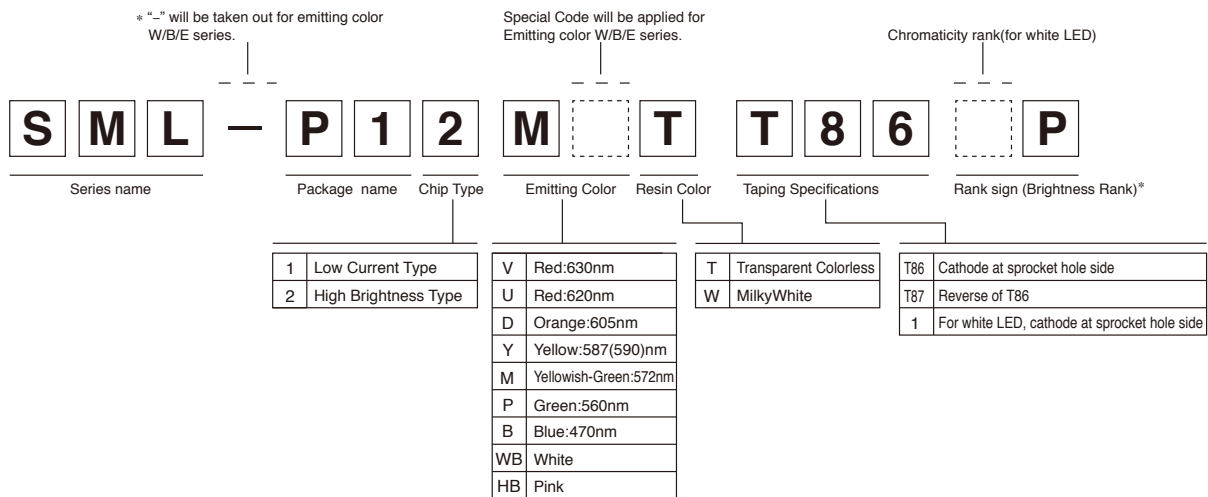 * “–” will be taken out for emitting color
W/B/E series.
Special Code will be applied for
Emitting color W/B/E series.
Chromaticity rank(for white LED)
S M L — P 1 2 M T T 8 6 P
Series name
Package name
Chip Type
Emitting Color
Resin Color
Taping Specifications
Rank sign (Brightness Rank)*
1 Low Current Type
2 High Brightness Type
V Red:630nm
U Red:620nm
D Orange:605nm
Y Yellow:587(590)nm
M Yellowish-Green:572nm
P Green:560nm
B Blue:470nm
WB White
HB Pink
T Transparent Colorless
W MilkyWhite
T86 Cathode at sprocket hole side
T87 Reverse of T86
1 For white LED, cathode at sprocket hole side